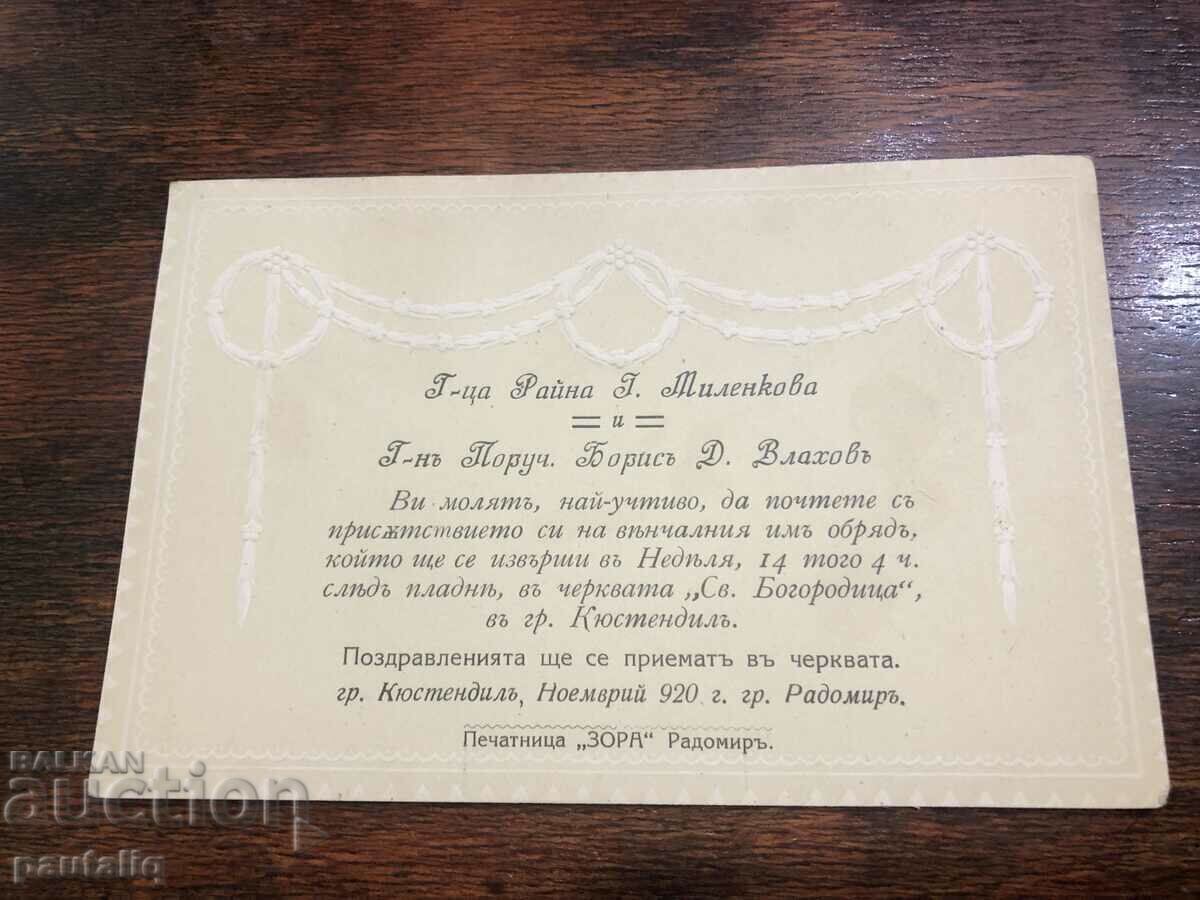 Г-ца Райна Г. Миленкова
и
Г-нъ Поруч. Борисъ Д. Влаховъ
Ви молятъ, най-учтиво, да почтете съ
присѫтствието си на вѣнчалния имъ обрядъ,
който ще се извърши въ Недѣля, 14 того 4 ч.
слѣдъ пладнѣ, въ черквата „Св. Богородица“,
въ гр. Кюстендилъ.
Поздравленията ще се приематъ въ черквата.
гр. Кюстендилъ, Ноемврий 920 г. гр. Радомиръ.
Печатница „ЗОРА“ Радомиръ.
BALKAN
auction
pautaliq